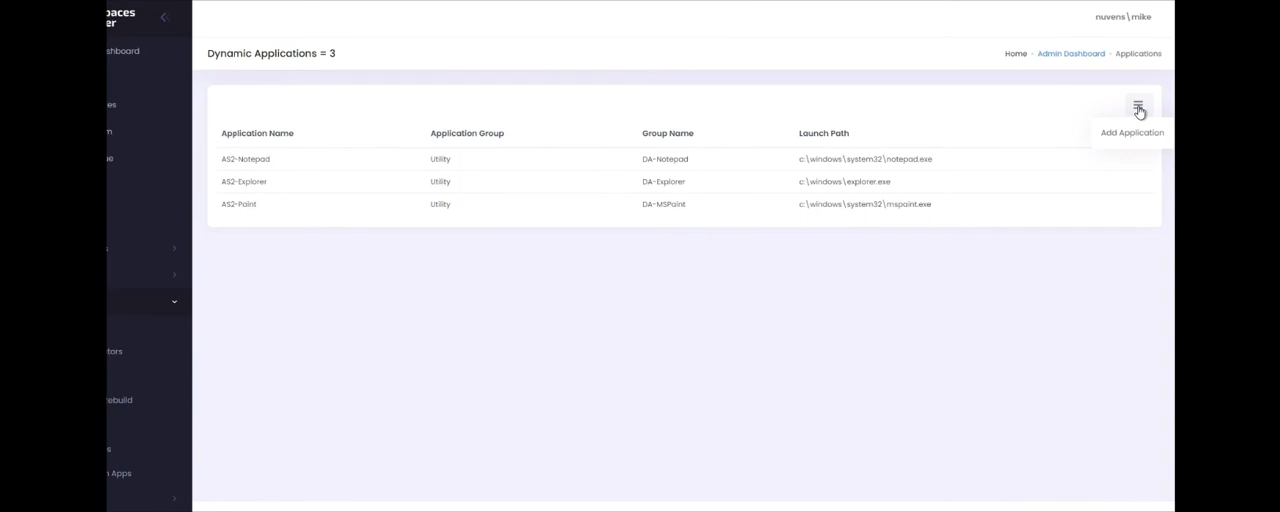 paces
er
nuvens\mike
shboard
Dynamic Applications = 3
Home - Admin Dashboard - Applications
es
m
ue
Add Application
Application Name Application Group Group Name Launch Path
AS2-Notepad Utility DA-Notepad c:\windows\system32\notepad.exe
AS2-Explorer Utility DA-Explorer c:\windows\explorer.exe
AS2-Paint Utility DA-MSPaint c:\windows\system32\mspaint.exe
s
tors
ebuild
s
n Apps